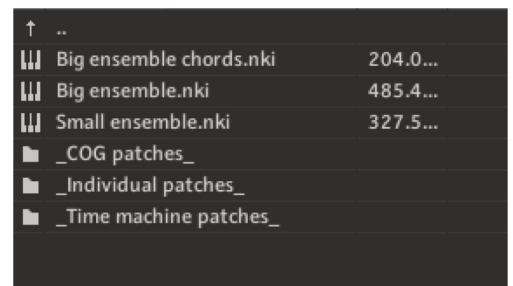 ..
Big ensemble chords.nki 204.0...
Big ensemble.nki 485.4...
Small ensemble.nki 327.5...
_COG patches_
_Individual patches_
_Time machine patches_